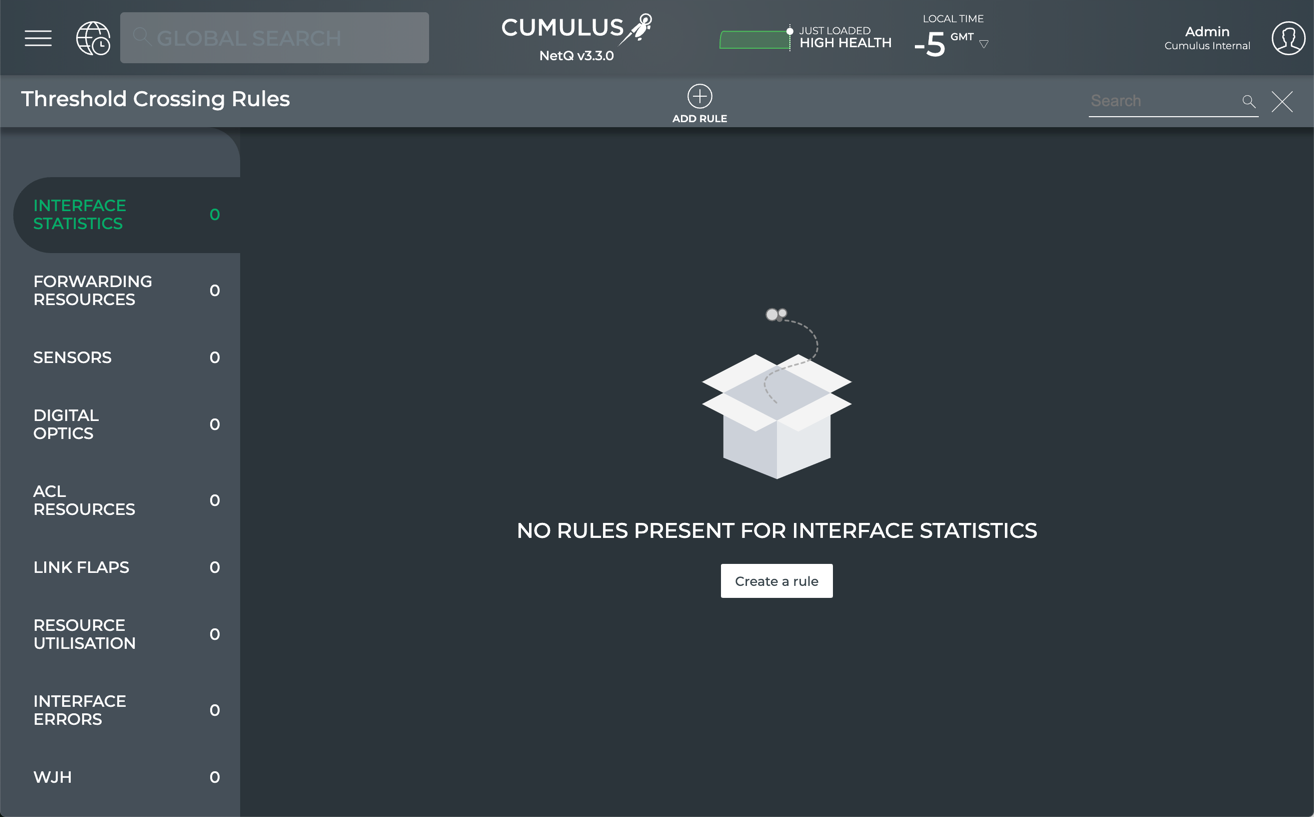 GLOBAL SEARCH
CUMULUS
NetQ v3.3.0
JUST LOADED
HIGH HEALTH
LOCAL TIME
-5 GMT
Admin
Cumulus Internal
Threshold Crossing Rules
ADD RULE
Search
INTERFACE
STATISTICS
0
FORWARDING
RESOURCES
0
SENSORS 0
DIGITAL
OPTICS
0
ACL
RESOURCES
0
LINK FLAPS 0
RESOURCE
UTILISATION
0
INTERFACE
ERRORS
0
WJH 0
NO RULES PRESENT FOR INTERFACE STATISTICS
Create a rule